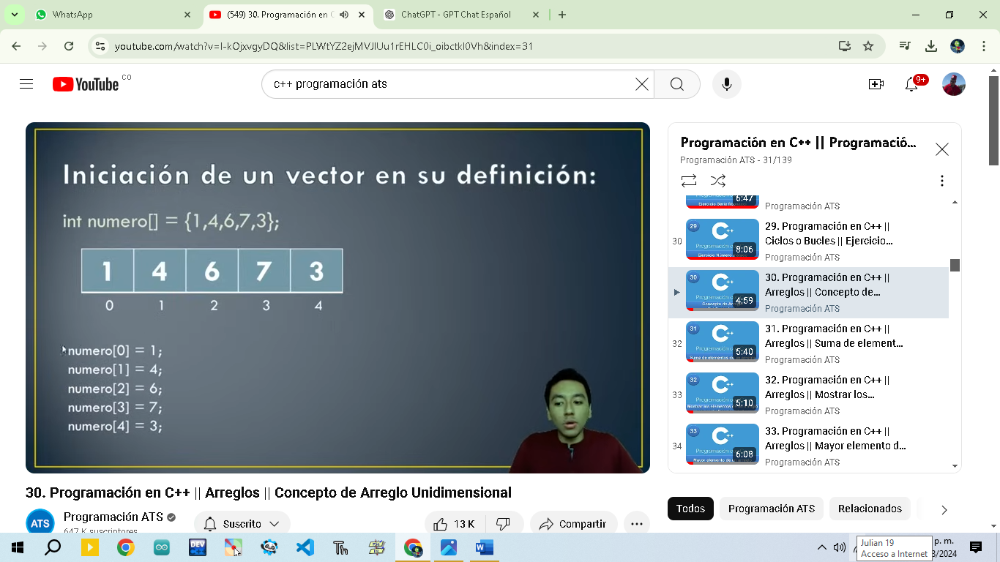 WhatsApp
(549) 30. Programación en C
ChatGPT - GPT Chat Español
youtube.com/watch?v=I-kOjxvgyDQ&list=PLWtYZ2ejMVJlUu1rEHLC0i_oibctkI0Vh&index=31
YouTube CO
c++ programación ats
9+
Iniciación de un vector en su definición:
int numero[] = {1,4,6,7,3};
1 4 6 7 3
0 1 2 3 4
numero[0] = 1;
numero[1] = 4;
numero[2] = 6;
numero[3] = 7;
numero[4] = 3;
Programación en C++ || Programació...
Programación ATS - 31/139
6:47
Programación ATS
30
29
C++
8:06
29. Programación en C++ ||
Ciclos o Bucles || Ejercicio...
Programación ATS
30
C++
4:59
30. Programación en C++ ||
Arreglos || Concepto de...
Programación ATS
32
31
C++
5:40
31. Programación en C++ ||
Arreglos || Suma de element...
Programación ATS
33
32
C++
5:10
32. Programación en C++ ||
Arreglos || Mostrar los...
Programación ATS
34
33
C++
6:08
33. Programación en C++ ||
Arreglos || Mayor elemento d...
Programación ATS
30. Programación en C++ || Arreglos || Concepto de Arreglo Unidimensional
ATS
Programación ATS
647 K suscriptores
Suscrito
13 K
Compartir
Todos
Programación ATS
Relacionados
DEV
Julian 19
Acceso a Internet
p. m.
/2024